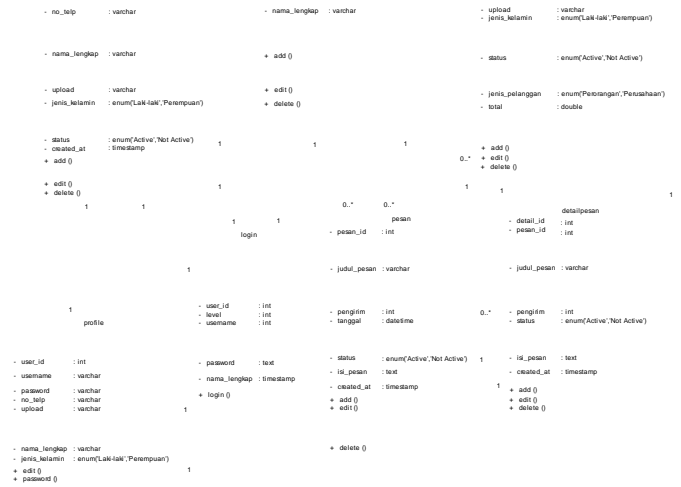 - no_telp : varchar
- nama_lengkap : varchar
- upload : varchar
- jenis_kelamin : enum('Laki-laki','Perempuan')
- status : enum('Active','Not Active')
- created_at : timestamp
+ add ()
+ edit ()
+ delete ()
- nama_lengkap : varchar
+ add ()
+ edit ()
+ delete ()
- upload : varchar
- jenis_kelamin : enum('Laki-laki','Perempuan')
- status : enum('Active','Not Active')
- jenis_pelanggan : enum('Perorangan','Perusahaan')
- total : double
+ add ()
+ edit ()
+ delete ()
1
1
1
0..*
1
1
1
1
1
1
0..*
0..*
1
1
login
1
- user_id : int
- level : int
- username : int
- password : text
- nama_lengkap : timestamp
+ login ()
pesan
- pesan_id : int
- judul_pesan : varchar
- pengirim : int
- tanggal : datetime
- status : enum('Active','Not Active')
- isi_pesan : text
- created_at : timestamp
+ add ()
+ edit ()
+ delete ()
detailpesan
- detail_id : int
- pesan_id : int
- judul_pesan : varchar
0..*
- pengirim : int
- status : enum('Active','Not Active')
1
- isi_pesan : text
- created_at : timestamp
1
+ add ()
+ edit ()
+ delete ()
1
profile
- user_id : int
- username : varchar
- password : varchar
- no_telp : varchar
- upload : varchar
1
- nama_lengkap : varchar
- jenis_kelamin : enum('Laki-laki','Perempuan')
+ edit ()
+ password ()
1